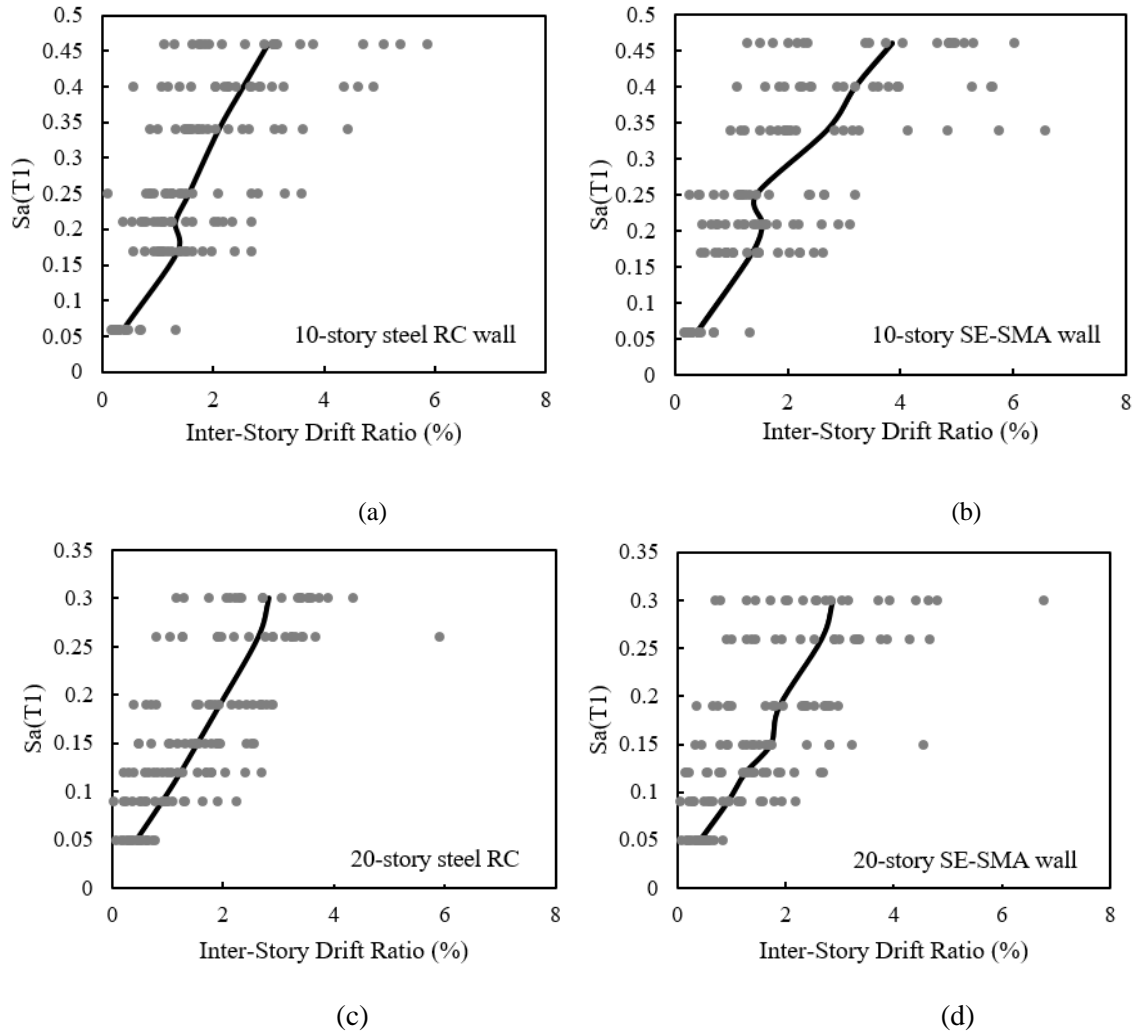 0.5
0.45
0.4
0.35
0.3
0.25
0.2
0.15
0.1
0.05
0
Sa(T1)
10-story steel RC wall
0 2 4 6 8
Inter-Story Drift Ratio (%)
(a)
0.5
0.45
0.4
0.35
0.3
0.25
0.2
0.15
0.1
0.05
0
Sa(T1)
10-story SE-SMA wall
0 2 4 6 8
Inter-Story Drift Ratio (%)
(b)
0.35
0.3
0.25
0.2
0.15
0.1
0.05
0
Sa(T1)
20-story steel RC
0 2 4 6 8
Inter-Story Drift Ratio (%)
(c)
0.35
0.3
0.25
0.2
0.15
0.1
0.05
0
Sa(T1)
20-story SE-SMA wall
0 2 4 6 8
Inter-Story Drift Ratio (%)
(d)